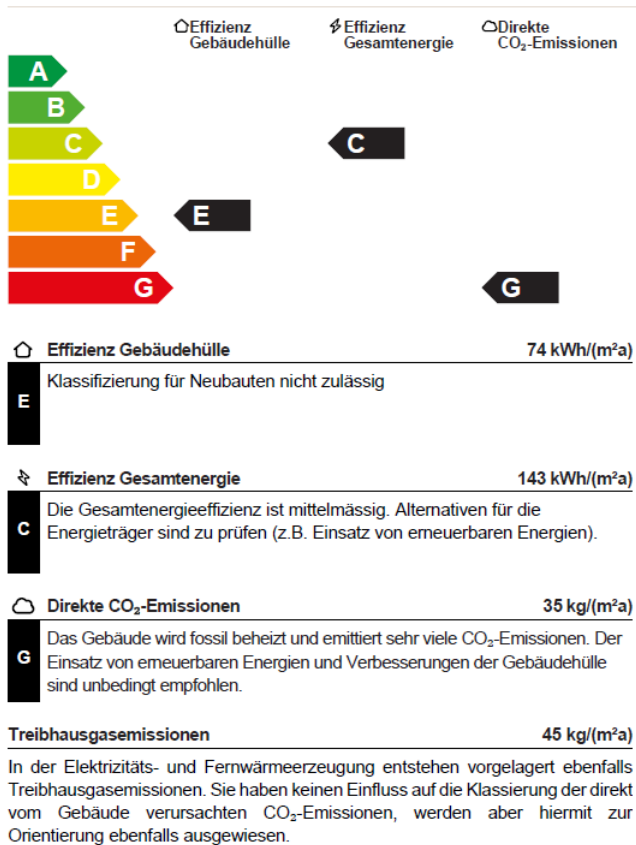 Effizienz Gebäudehülle
Effizienz Gesamtenergie
Direkte CO₂-Emissionen
A
B
C
C
D
E
E
F
G
G
Effizienz Gebäudehülle 74 kWh/(m²a)
E
Klassifizierung für Neubauten nicht zulässig
Effizienz Gesamtenergie 143 kWh/(m²a)
C
Die Gesamtenergieeffizienz ist mittelmässig. Alternativen für die
Energieträger sind zu prüfen (z.B. Einsatz von erneuerbaren Energien).
Direkte CO₂-Emissionen 35 kg/(m²a)
G
Das Gebäude wird fossil beheizt und emittiert sehr viele CO₂-Emissionen. Der
Einsatz von erneuerbaren Energien und Verbesserungen der Gebäudehülle
sind unbedingt empfohlen.
Treibhausgasemissionen 45 kg/(m²a)
In der Elektrizitäts- und Fernwärmeerzeugung entstehen vorgelagert ebenfalls
Treibhausgasemissionen. Sie haben keinen Einfluss auf die Klassierung der direkt
vom Gebäude verursachten CO₂-Emissionen, werden aber hiermit zur
Orientierung ebenfalls ausgewiesen.